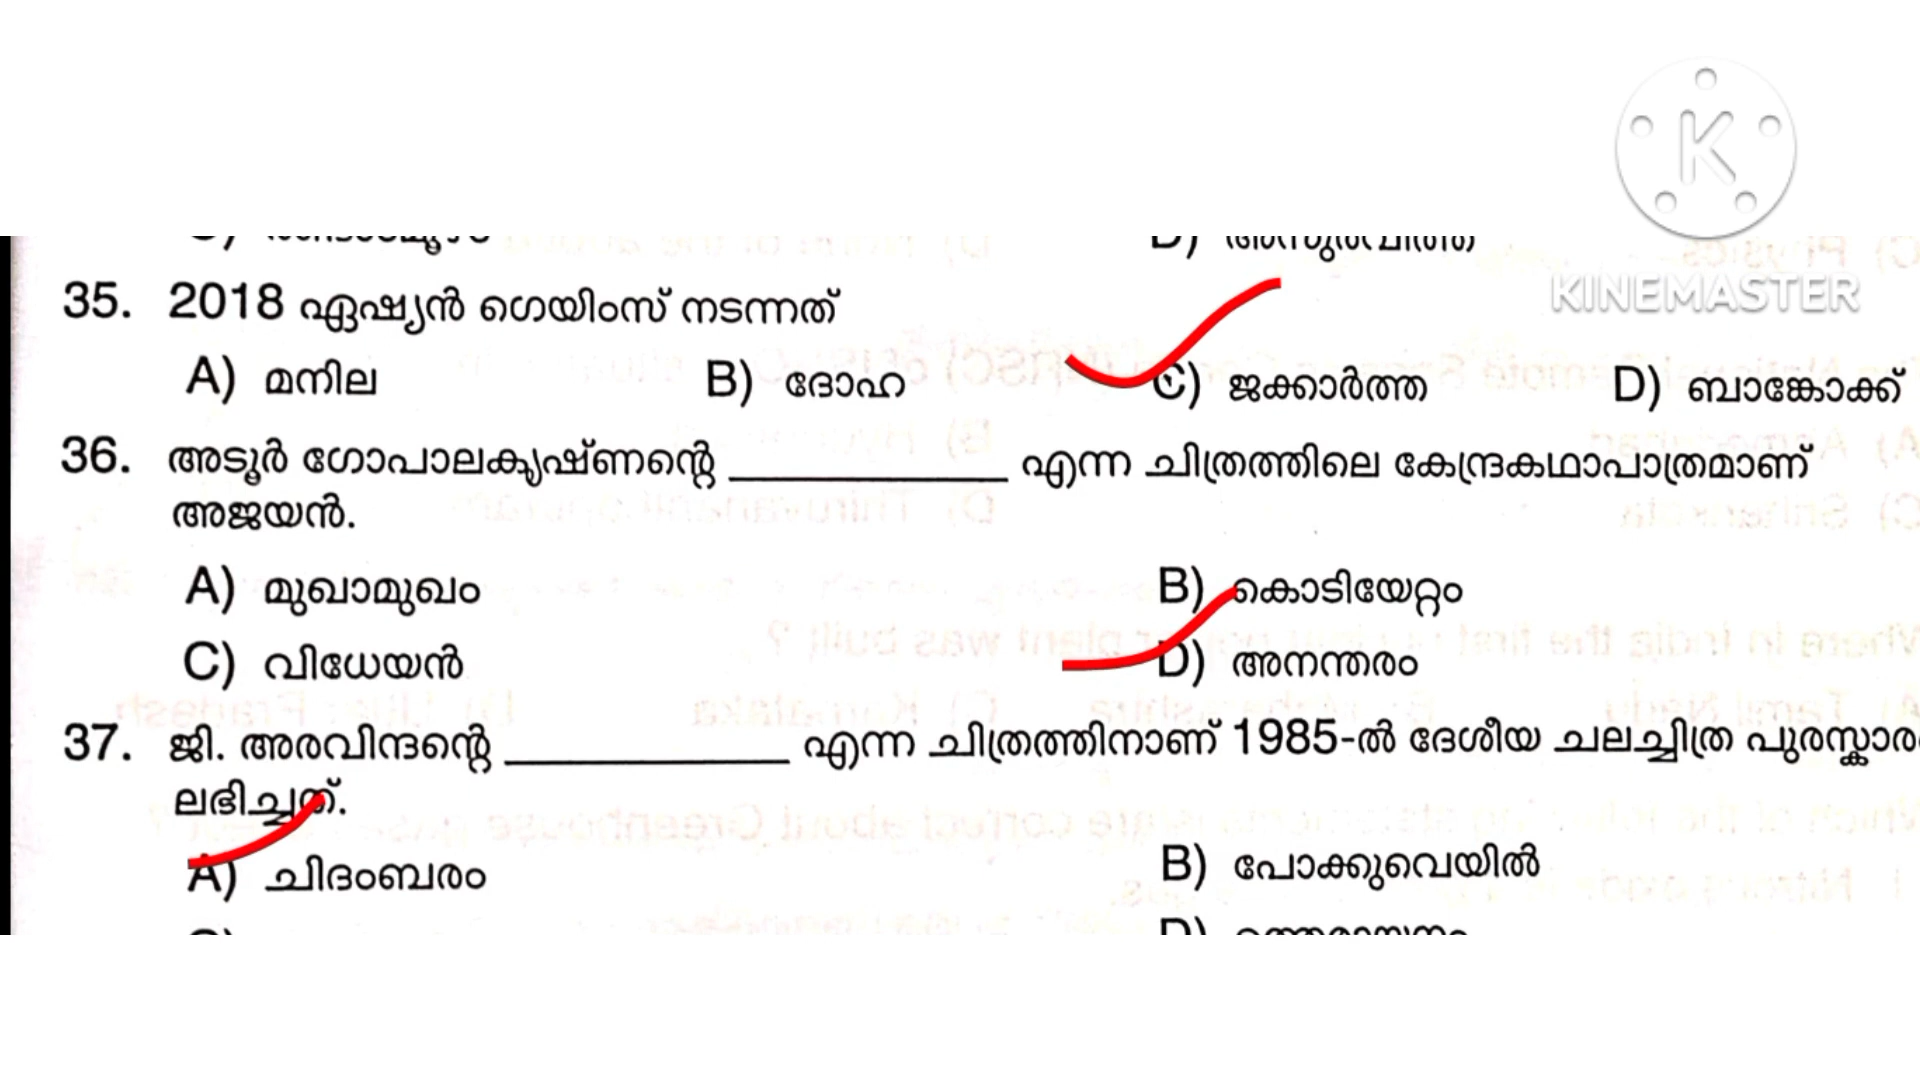 K
KINEMASTER
35. 2018 ഏഷ്യൻ ഗെയിംസ് നടന്നത്
A) മനില B) ദോഹ C) ജക്കാർത്ത D) ബാങ്കോക്ക്
36. അടൂർ ഗോപാലകൃഷ്ണന്റെ ____________ എന്ന ചിത്രത്തിലെ കേന്ദ്രകഥാപാത്രമാണ്
അജയൻ.
A) മുഖാമുഖം B) കൊടിയേറ്റം
C) വിധേയൻ D) അനന്തരം
37. ജി. അരവിന്ദന്റെ ____________ എന്ന ചിത്രത്തിനാണ് 1985-ൽ ദേശീയ ചലച്ചിത്ര
ലഭിച്ചത്.
A) ചിദംബരം B) പോക്കുവെയിൽ